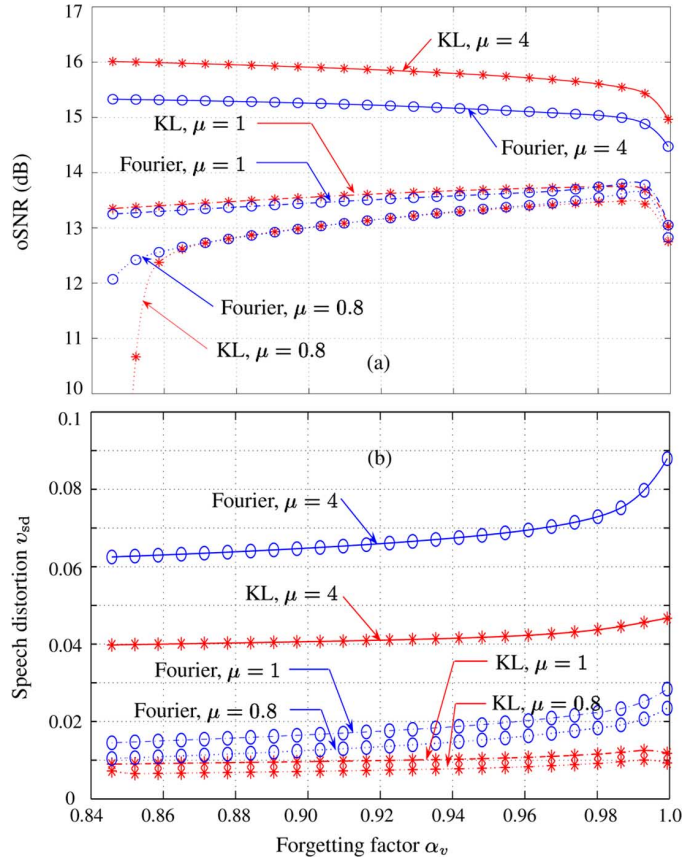 17
16
15
14
13
12
11
10
oSNR (dB)
KL, μ = 4
KL, μ = 1
Fourier, μ = 1
Fourier, μ = 4
Fourier, μ = 0.8
KL, μ = 0.8
(a)
0.1
0.08
0.06
0.04
0.02
0
Speech distortion v_sd
(b)
Fourier, μ = 4
KL, μ = 4
Fourier, μ = 1
KL, μ = 1
Fourier, μ = 0.8
KL, μ = 0.8
0.84 0.86 0.88 0.90 0.92 0.94 0.96 0.98 1.0
Forgetting factor α_v